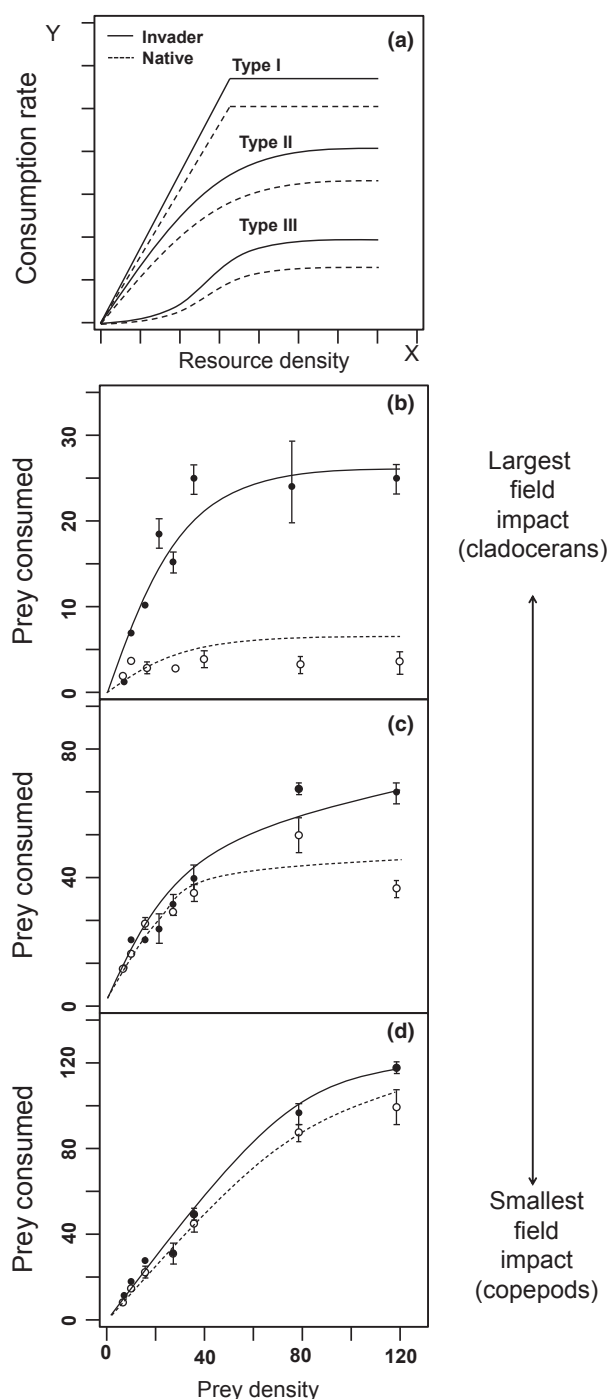 Y
(a)
Invader
Native
Type I
Type II
Type III
Consumption rate
Resource density
X
(b)
30
20
10
0
Prey consumed
Largest
field
impact
(cladocerans)
(c)
80
40
0
Prey consumed
(d)
120
80
40
0
Prey consumed
Smallest
field
impact
(copepods)
0 20 40 80 120
Prey density